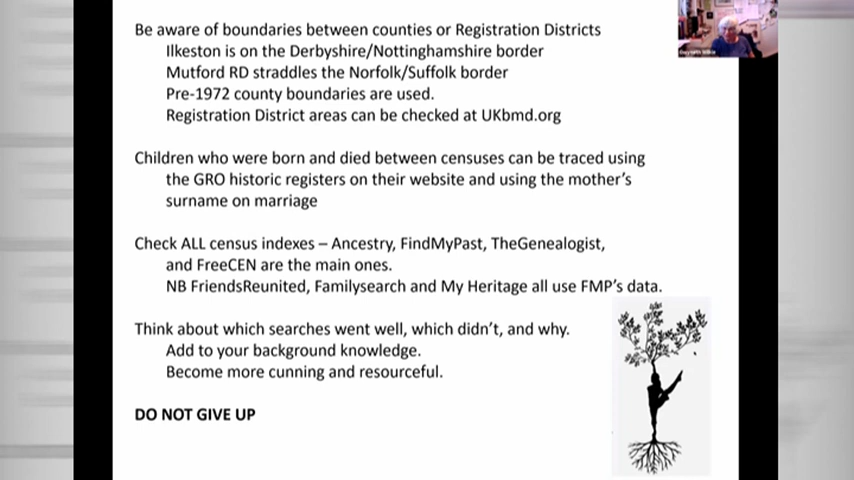 Be aware of boundaries between counties or Registration Districts
Ilkeston is on the Derbyshire/Nottinghamshire border
Mutford RD straddles the Norfolk/Suffolk border
Pre-1972 county boundaries are used.
Registration District areas can be checked at UKbmd.org
Children who were born and died between censuses can be traced using
the GRO historic registers on their website and using the mother's
surname on marriage
Check ALL census indexes – Ancestry, FindMyPast, TheGenealogist,
and FreeCEN are the main ones.
NB FriendsReunited, Familysearch and My Heritage all use FMP's data.
Think about which searches went well, which didn't, and why.
Add to your background knowledge.
Become more cunning and resourceful.
DO NOT GIVE UP